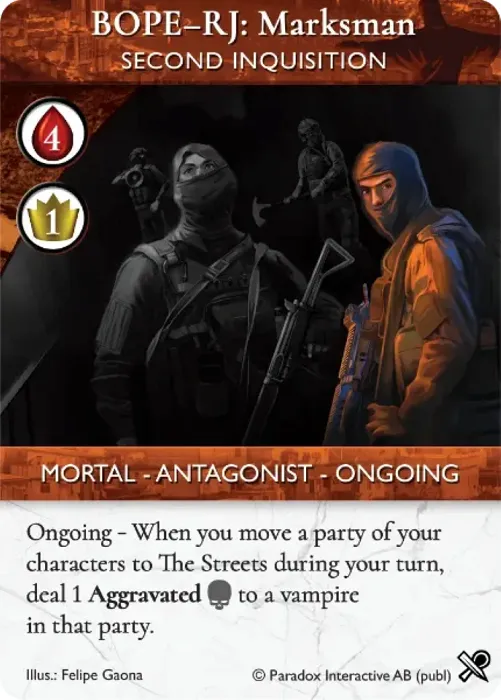 BOPE–RJ: Marksman
SECOND INQUISITION
4
1
MORTAL - ANTAGONIST - ONGOING
Ongoing – When you move a party of your
characters to The Streets during your turn,
deal 1 Aggravated to a vampire
in that party.
Illus.: Felipe Gaona © Paradox Interactive AB (publ)